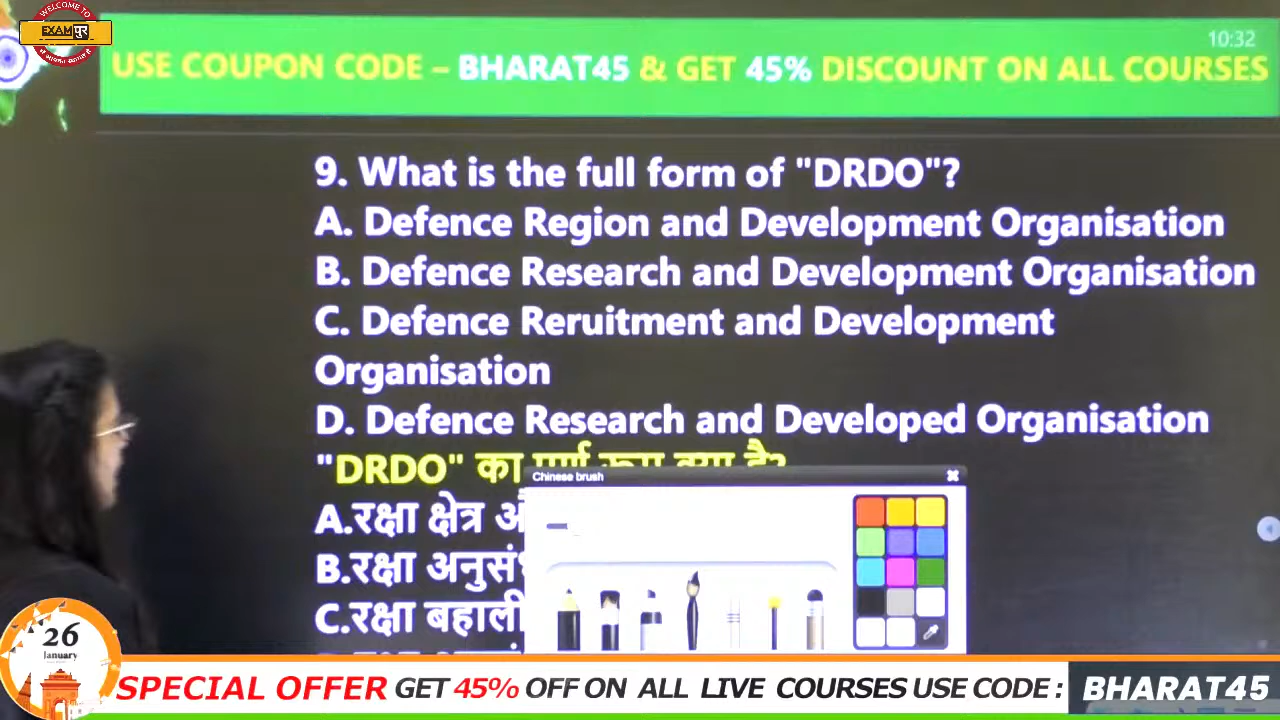 WELCOME TO
EXAMपुर
10:32
USE COUPON CODE – BHARAT45 & GET 45% DISCOUNT ON ALL COURSES
9. What is the full form of "DRDO"?
A. Defence Region and Development Organisation
B. Defence Research and Development Organisation
C. Defence Reruitment and Development
Organisation
D. Defence Research and Developed Organisation
"DRDO" का पूर्ण रूप क्या है?
Chinese brush
A.रक्षा क्षेत्र
B.रक्षा
C.रक्षा बहाली
26
January
SPECIAL OFFER GET 45% OFF ON ALL LIVE COURSES USE CODE : BHARAT45